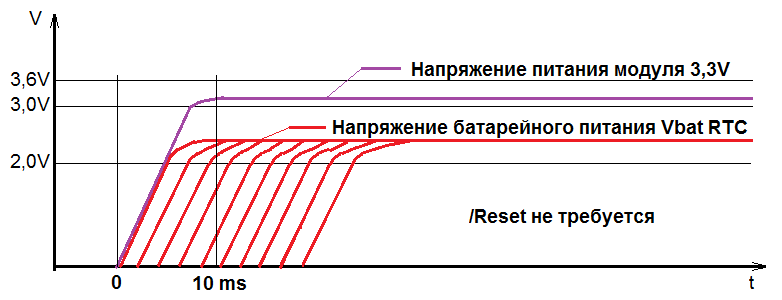 V
3,6V
Напряжение питания модуля 3,3V
3,0V
Напряжение батарейного питания Vbat RTC
2,0V
/Reset не требуется
0
10 ms
t